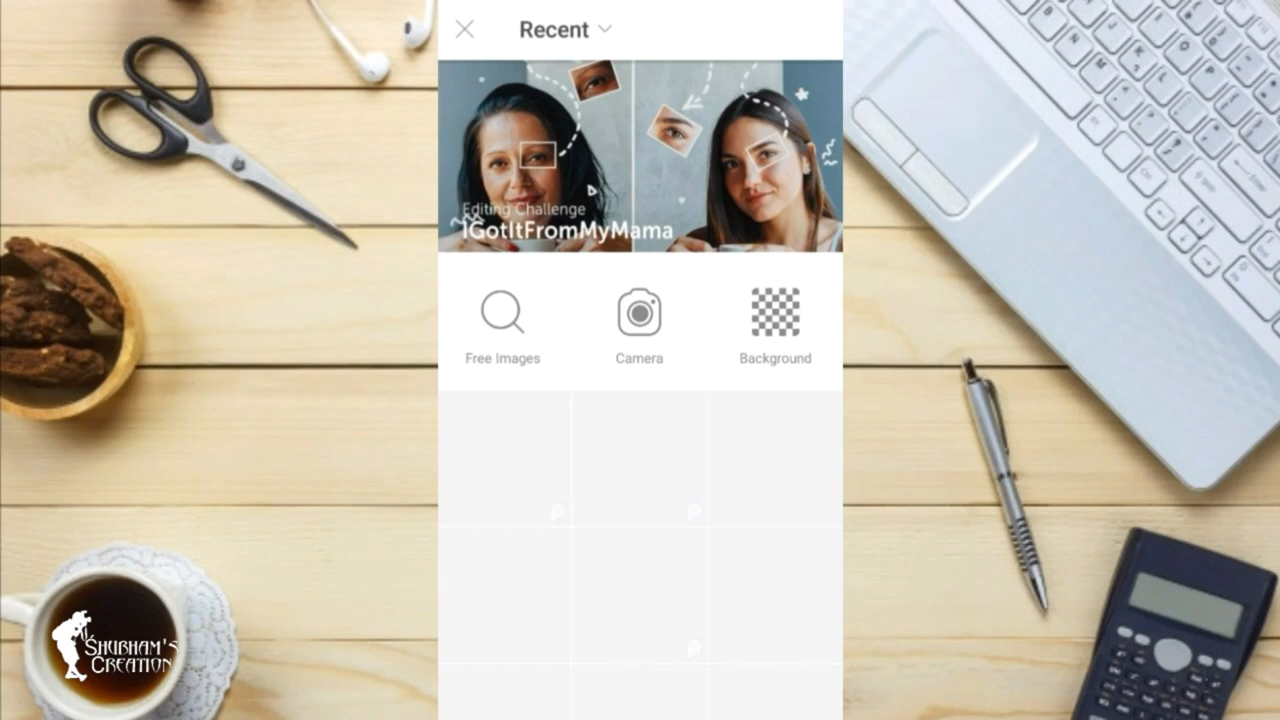 Recent
Editing Challenge
IGotItFromMyMama
Free Images
Camera
Background
SHUBHAM'S
CREATION